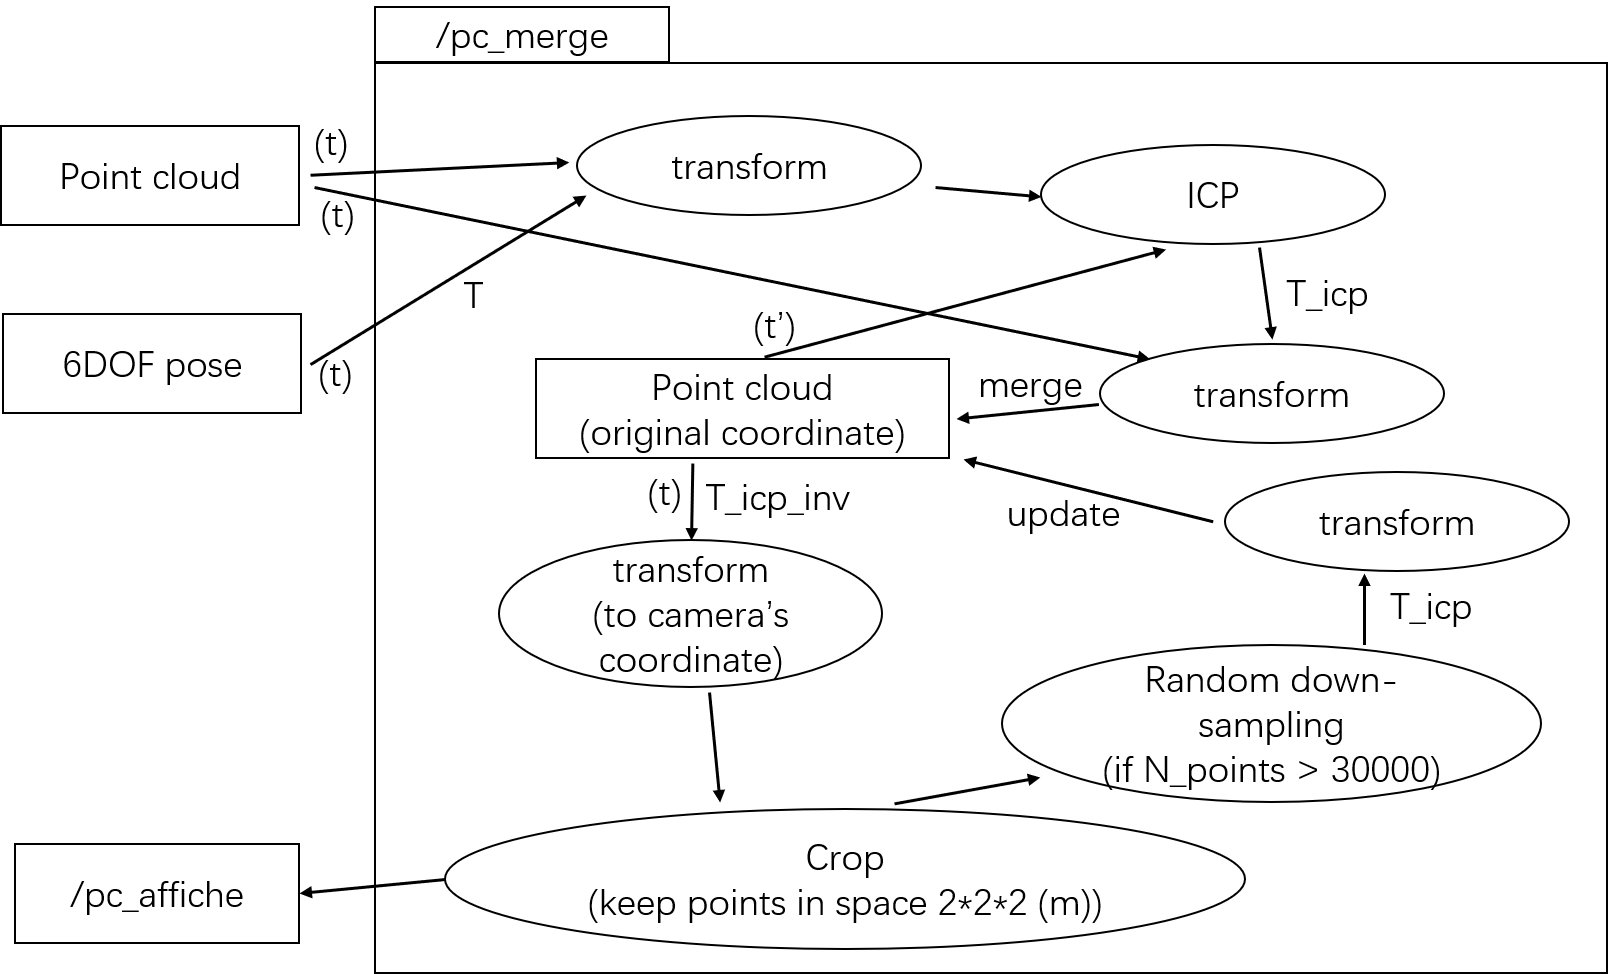 /pc_merge
Point cloud
(t)
(t)
transform
ICP
6DOF pose
(t)
T
T_icp
(t’)
Point cloud
(original coordinate)
merge
transform
(t)
T_icp_inv
update
transform
transform
(to camera’s
coordinate)
T_icp
Random down-
sampling
(if N_points > 30000)
Crop
(keep points in space 2*2*2 (m))
/pc_affiche